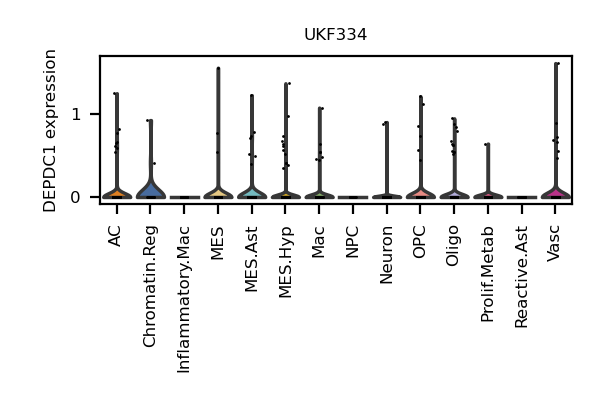 UKF334
DEPDC1 expression
1
0
AC
Chromatin.Reg
Inflammatory.Mac
MES
MES.Ast
MES.Hyp
Mac
NPC
Neuron
OPC
Oligo
Prolif.Metab
Reactive.Ast
Vasc